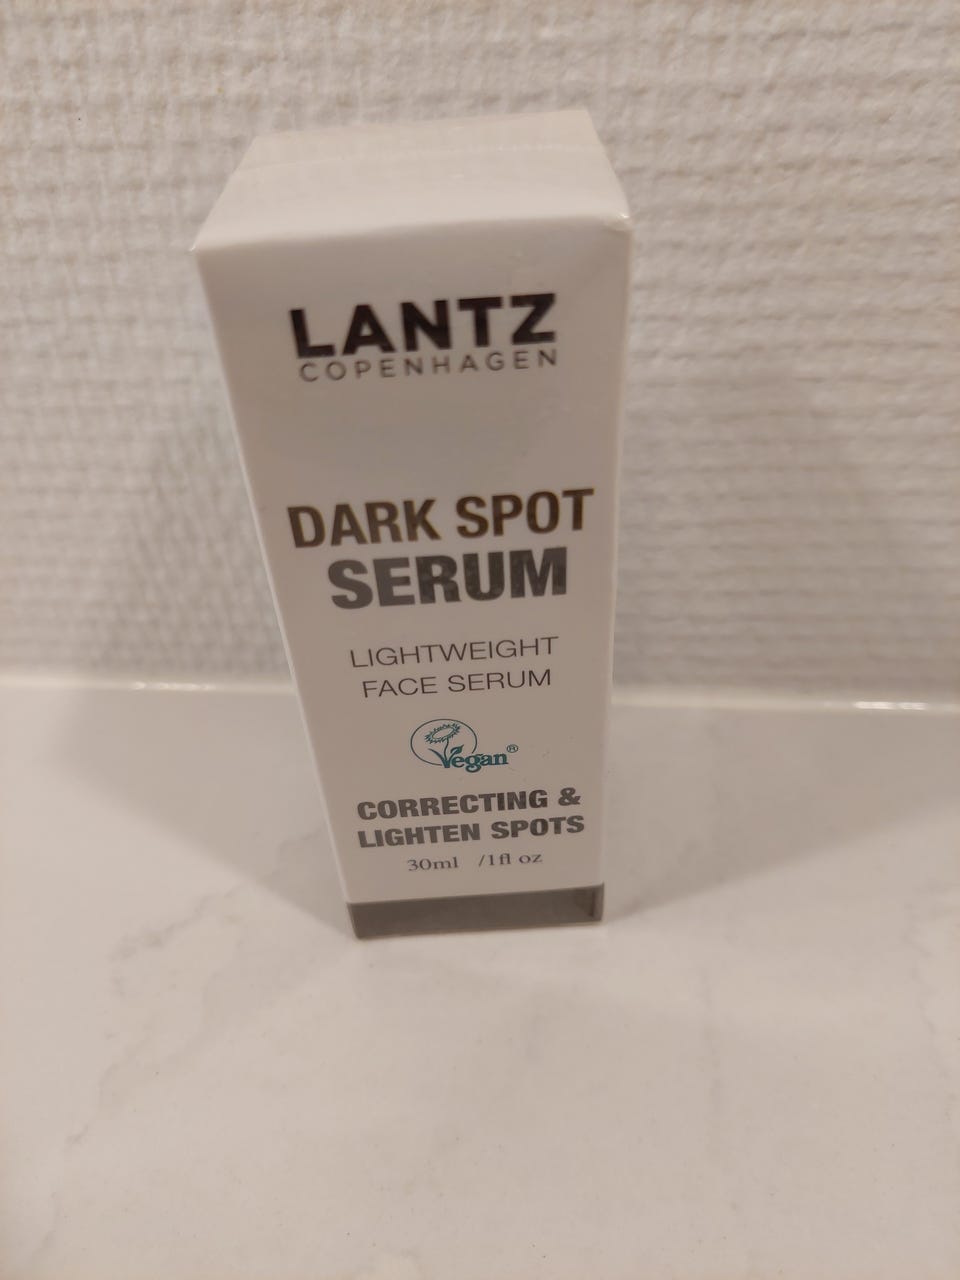 LANTZ
COPENHAGEN
DARK SPOT
SERUM
LIGHTWEIGHT
FACE SERUM
Vegan®
CORRECTING &
LIGHTEN SPOTS
30ml /1fl oz